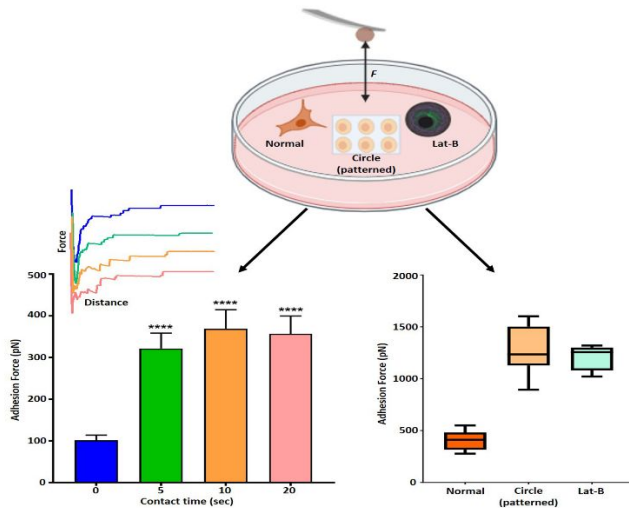 F
Normal
Circle
(patterned)
Lat-B
Force
Distance
Adhesion Force (pN)
500
400
300
200
100
0
****
****
****
0
5
10
20
Contact time (sec)
Adhesion Force (pN)
2000
1500
1000
500
0
Normal
Circle
(patterned)
Lat-B